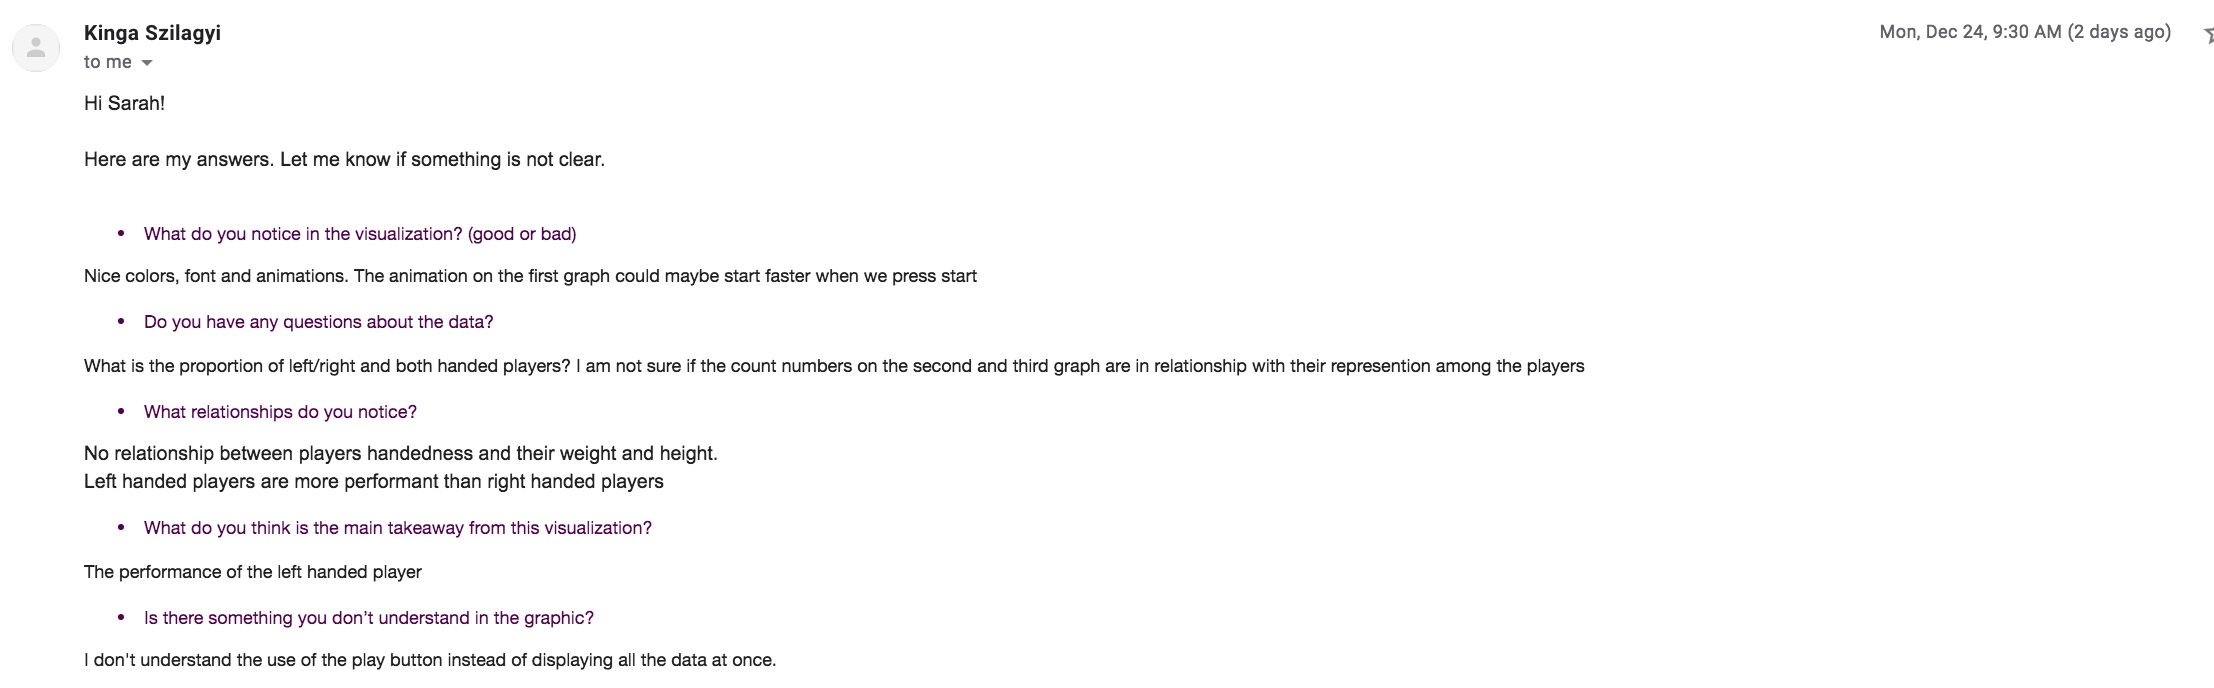 Kinga Szilagyi
Mon, Dec 24, 9:30 AM (2 days ago)
to me
Hi Sarah!
Here are my answers. Let me know if something is not clear.
• What do you notice in the visualization? (good or bad)
Nice colors, font and animations. The animation on the first graph could maybe start faster when we press start
• Do you have any questions about the data?
What is the proportion of left/right and both handed players? I am not sure if the count numbers on the second and third graph are in relationship with their represention among the players
• What relationships do you notice?
No relationship between players handedness and their weight and height.
Left handed players are more performant than right handed players
• What do you think is the main takeaway from this visualization?
The performance of the left handed player
• Is there something you don’t understand in the graphic?
I don't understand the use of the play button instead of displaying all the data at once.